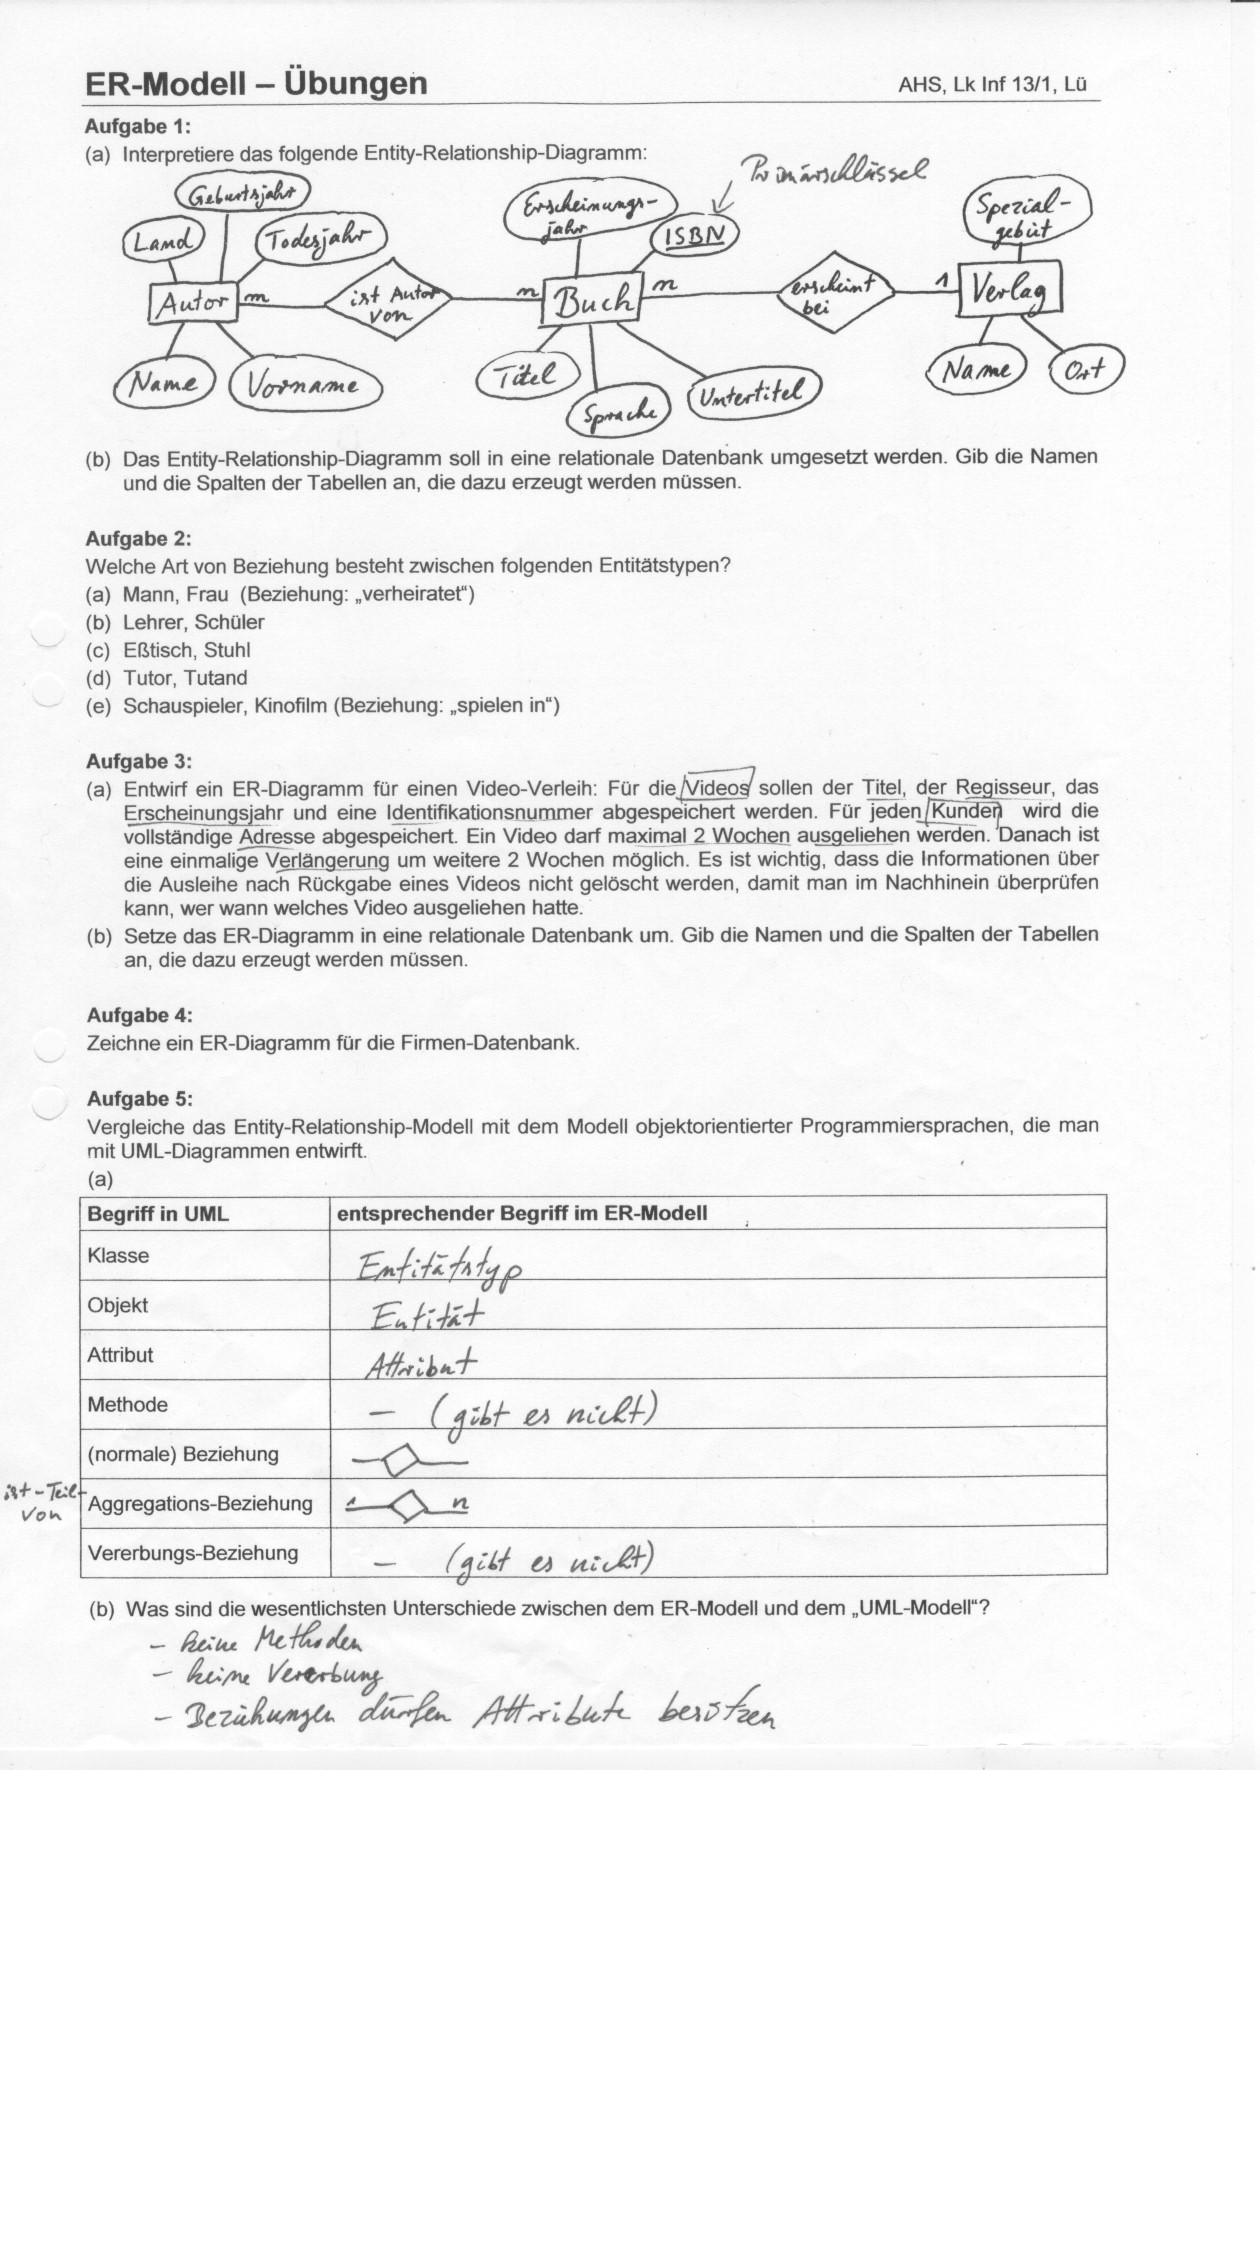 ER-Modell – Übungen
AHS, Lk Inf 13/1, Lü
Aufgabe 1:
(a) Interpretiere das folgende Entity-Relationship-Diagramm:
Primärschlüssel
Geburtsjahr
Land
Todesjahr
Autor
m
ist Autor
von
Name
Vorname
Erscheinungs-
jahr
ISBN
n
Buch
n
Titel
Sprache
Untertitel
erscheint
bei
1
Spezial-
gebiet
Verlag
Name
Ort
(b) Das Entity-Relationship-Diagramm soll in eine relationale Datenbank umgesetzt werden. Gib die Namen
und die Spalten der Tabellen an, die dazu erzeugt werden müssen.
Aufgabe 2:
Welche Art von Beziehung besteht zwischen folgenden Entitätstypen?
(a) Mann, Frau (Beziehung: „verheiratet“)
(b) Lehrer, Schüler
(c) Eßtisch, Stuhl
(d) Tutor, Tutand
(e) Schauspieler, Kinofilm (Beziehung: „spielen in“)
Aufgabe 3:
(a) Entwirf ein ER-Diagramm für einen Video-Verleih: Für die Videos sollen der Titel, der Regisseur, das
Erscheinungsjahr und eine Identifikationsnummer abgespeichert werden. Für jeden Kunden wird die
vollständige Adresse abgespeichert. Ein Video darf maximal 2 Wochen ausgeliehen werden. Danach ist
eine einmalige Verlängerung um weitere 2 Wochen möglich. Es ist wichtig, dass die Informationen über
die Ausleihe nach Rückgabe eines Videos nicht gelöscht werden, damit man im Nachhinein überprüfen
kann, wer wann welches Video ausgeliehen hatte.
(b) Setze das ER-Diagramm in eine relationale Datenbank um. Gib die Namen und die Spalten der Tabellen
an, die dazu erzeugt werden müssen.
Aufgabe 4:
Zeichne ein ER-Diagramm für die Firmen-Datenbank.
Aufgabe 5:
Vergleiche das Entity-Relationship-Modell mit dem Modell objektorientierter Programmiersprachen, die man
mit UML-Diagrammen entwirft.
(a)
Begriff in UML entsprechender Begriff im ER-Modell
Klasse Entitätstyp
Objekt Entität
Attribut Attribut
Methode – (gibt es nicht)
(normale) Beziehung
ist-Teil-
von
Aggregations-Beziehung 1 n
Vererbungs-Beziehung – (gibt es nicht)
(b) Was sind die wesentlichsten Unterschiede zwischen dem ER-Modell und dem „UML-Modell“?
– keine Methoden
– keine Vererbung
– Beziehungen dürfen Attribute besitzen